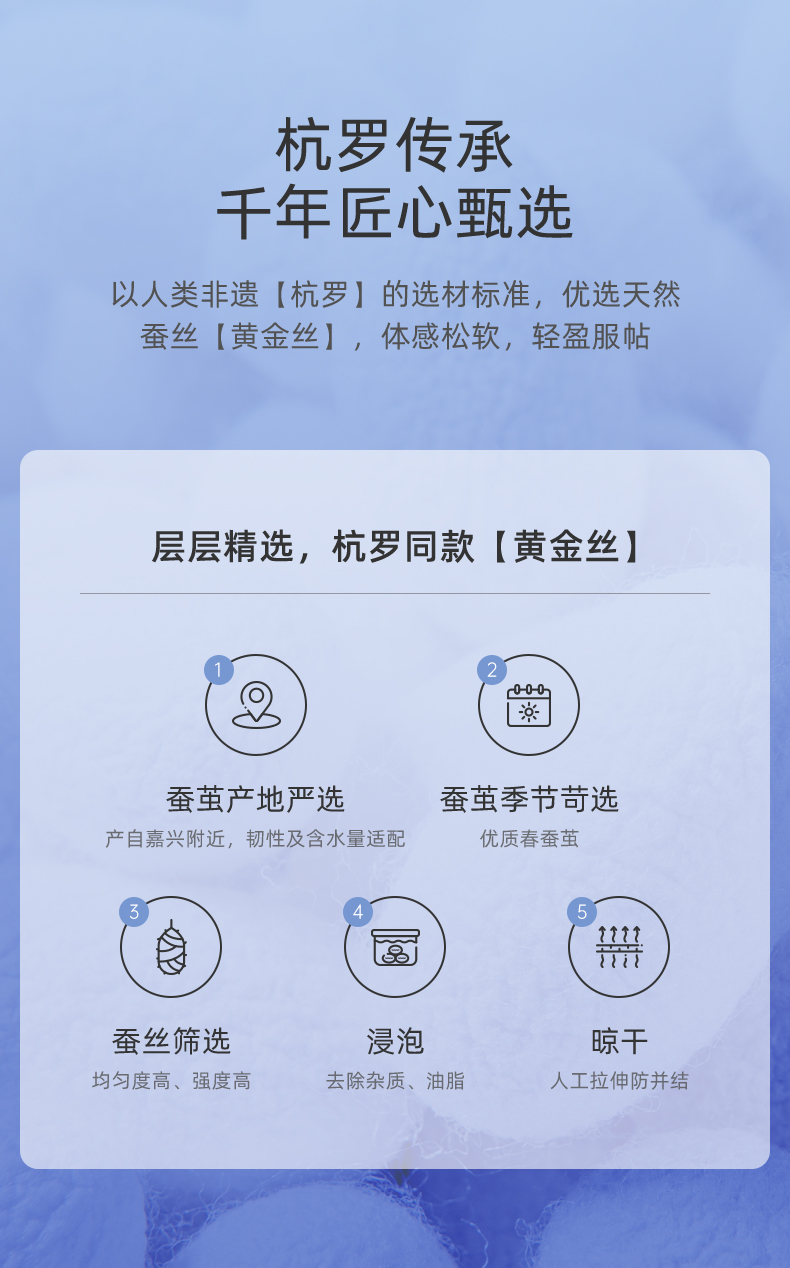 杭罗传承
千年匠心甄选
以人类非遗【杭罗】的选材标准，优选天然
蚕丝【黄金丝】，体感松软，轻盈服帖
层层精选，杭罗同款【黄金丝】
1
蚕茧产地严选
产自嘉兴附近，韧性及含水量适配
2
蚕茧季节苛选
优质春蚕茧
3
蚕丝筛选
均匀度高、强度高
4
浸泡
去除杂质、油脂
5
晾干
人工拉伸防并结